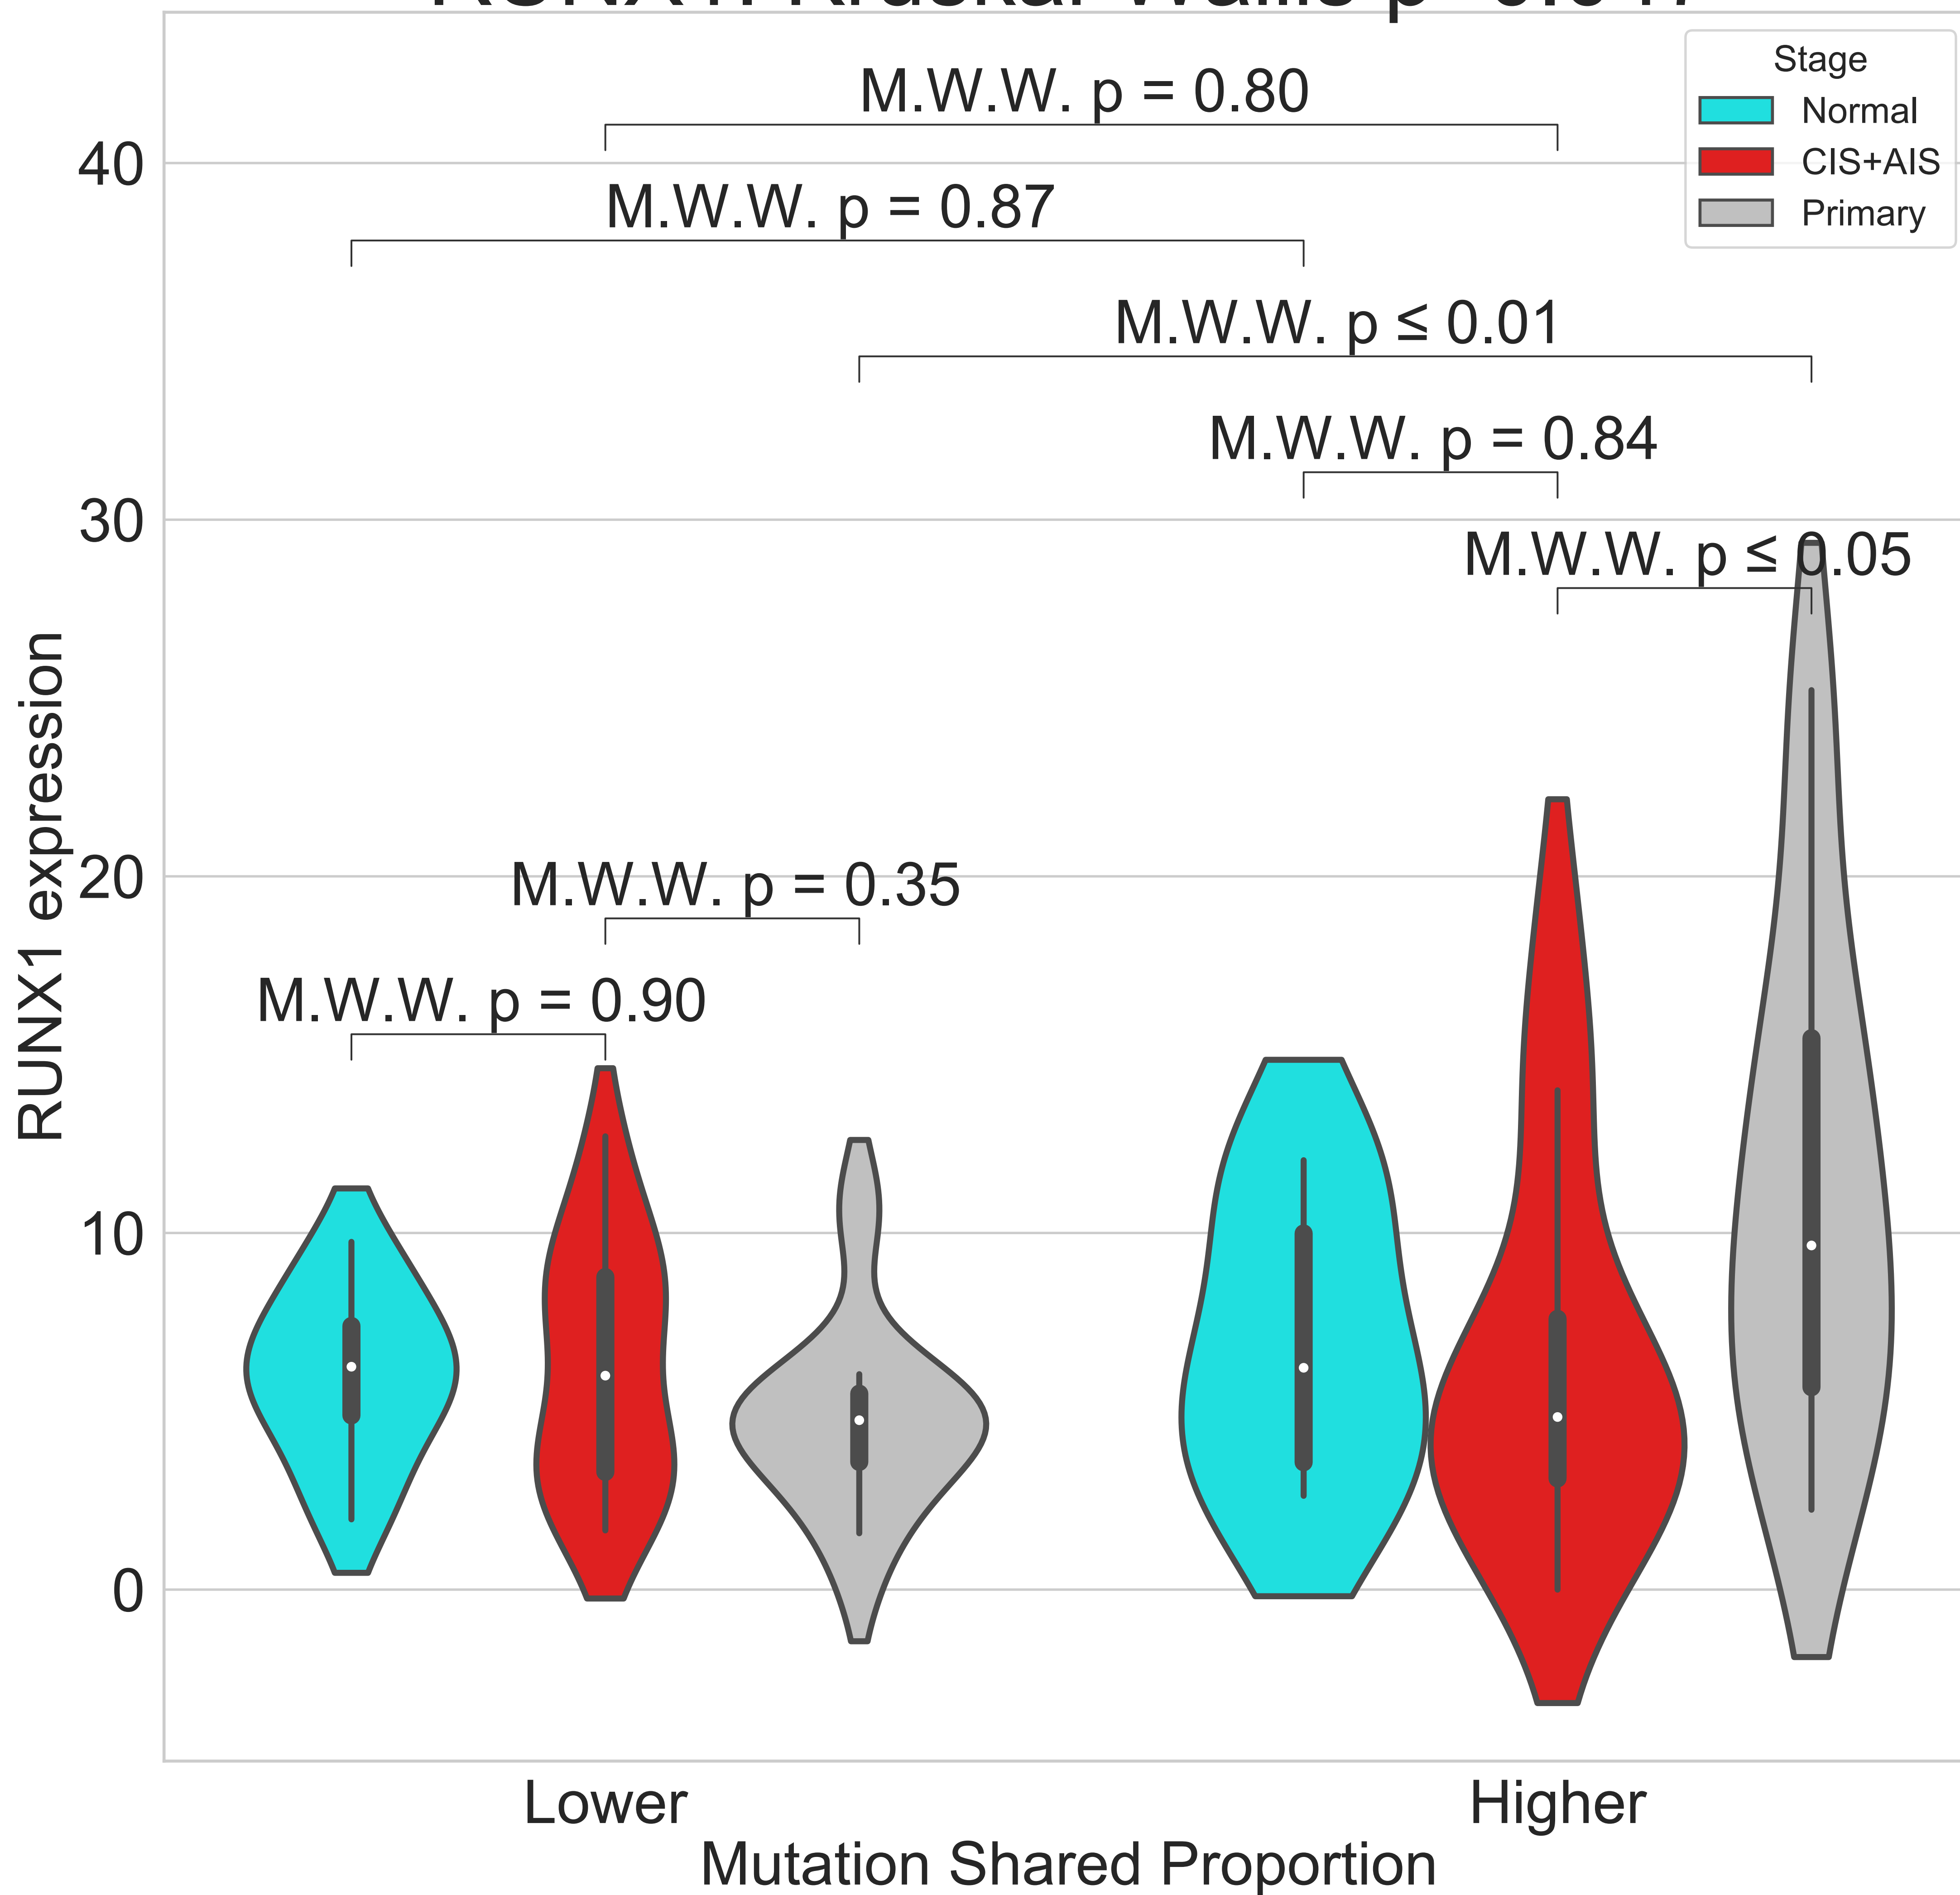 M.W.W. p = 0.80
Stage
Normal
CIS+AIS
Primary
40
M.W.W. p = 0.87
M.W.W. p ≤ 0.01
M.W.W. p = 0.84
30
M.W.W. p ≤ 0.05
RUNX1 expression
20
M.W.W. p = 0.35
M.W.W. p = 0.90
10
0
Lower
Higher
Mutation Shared Proportion